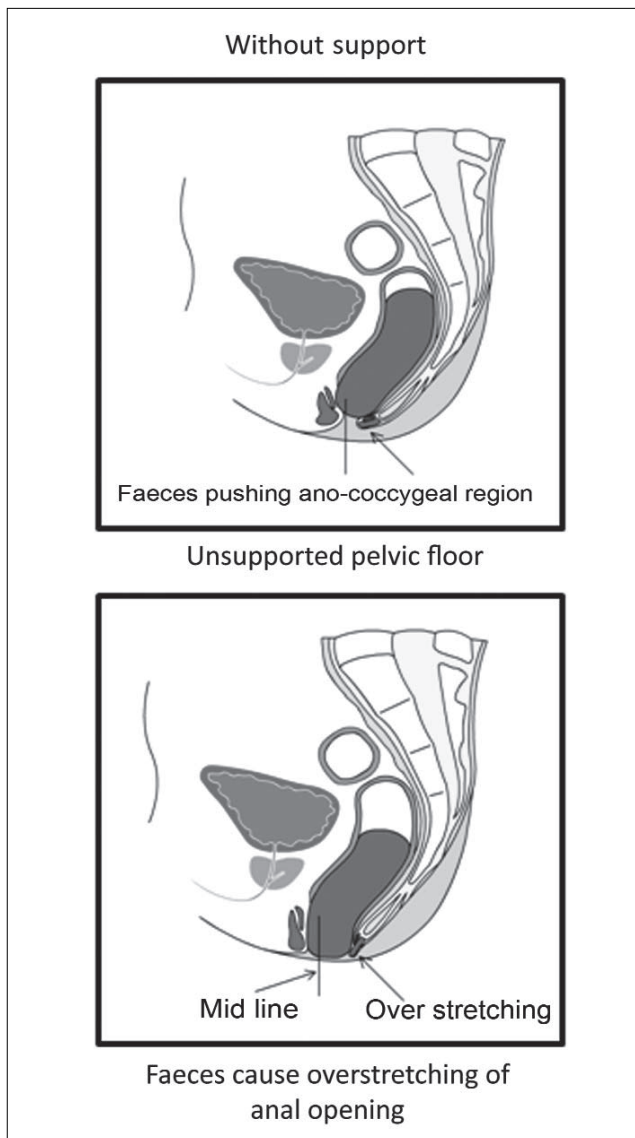 Without support
Faeces pushing ano-coccygeal region
Unsupported pelvic floor
Mid line
Over stretching
Faeces cause overstretching of
anal opening